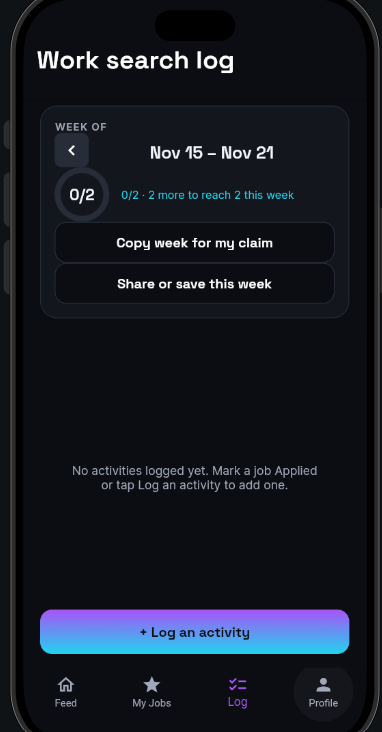 Work search log
WEEK OF
Nov 15 – Nov 21
0/2
0/2 · 2 more to reach 2 this week
Copy week for my claim
Share or save this week
No activities logged yet. Mark a job Applied
or tap Log an activity to add one.
+ Log an activity
Feed
My Jobs
Log
Profile